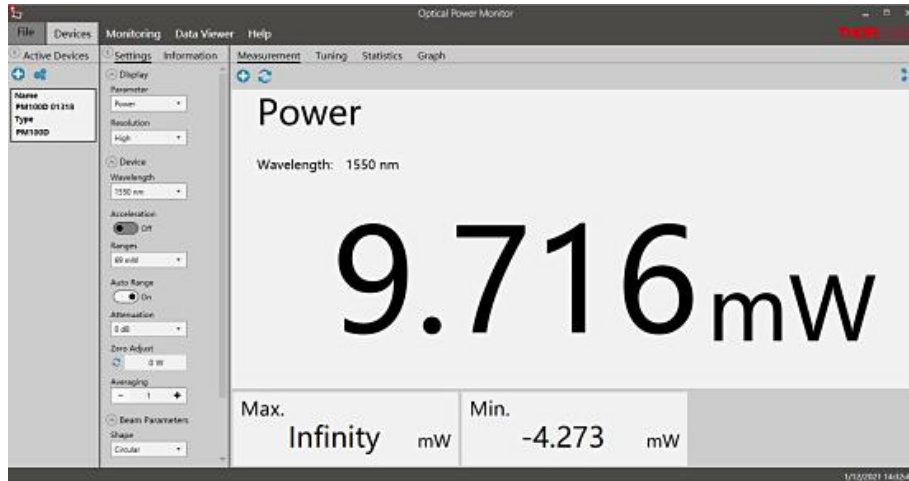 Optical Power Monitor
File Devices Monitoring Data Viewer Help
Active Devices Settings Information Measurement Tuning Statistics Graph
Name
PM100D 01318
Type
PM100D
Display
Parameter
Power
Resolution
High
Device
Wavelength
1550 nm
Acceleration
Off
Ranges
69 mW
Auto Range
On
Attenuation
0 dB
Zero Adjust
0 W
Averaging
- 1 +
Beam Parameters
Shape
Circular
Power
Wavelength: 1550 nm
9.716 mW
Max.
Infinity mW
Min.
-4.273 mW